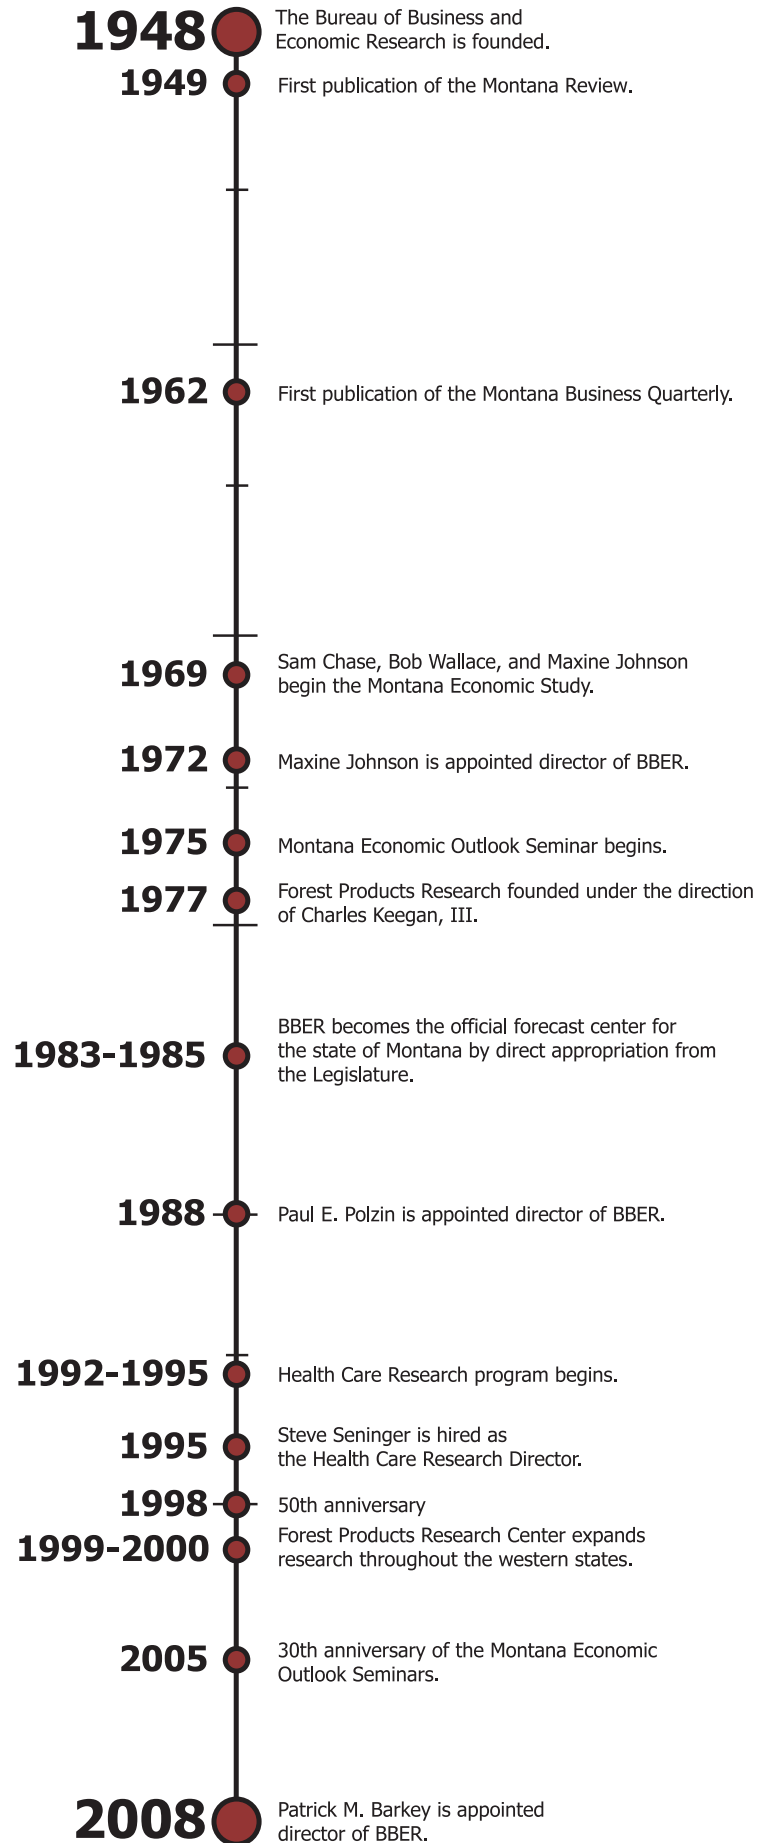 1948
The Bureau of Business and
Economic Research is founded.
1949
First publication of the Montana Review.
1962
First publication of the Montana Business Quarterly.
1969
Sam Chase, Bob Wallace, and Maxine Johnson
begin the Montana Economic Study.
1972
Maxine Johnson is appointed director of BBER.
1975
Montana Economic Outlook Seminar begins.
1977
Forest Products Research founded under the direction
of Charles Keegan, III.
1983-1985
BBER becomes the official forecast center for
the state of Montana by direct appropriation from
the Legislature.
1988
Paul E. Polzin is appointed director of BBER.
1992-1995
Health Care Research program begins.
1995
Steve Seninger is hired as
the Health Care Research Director.
1998
50th anniversary
1999-2000
Forest Products Research Center expands
research throughout the western states.
2005
30th anniversary of the Montana Economic
Outlook Seminars.
2008
Patrick M. Barkey is appointed
director of BBER.